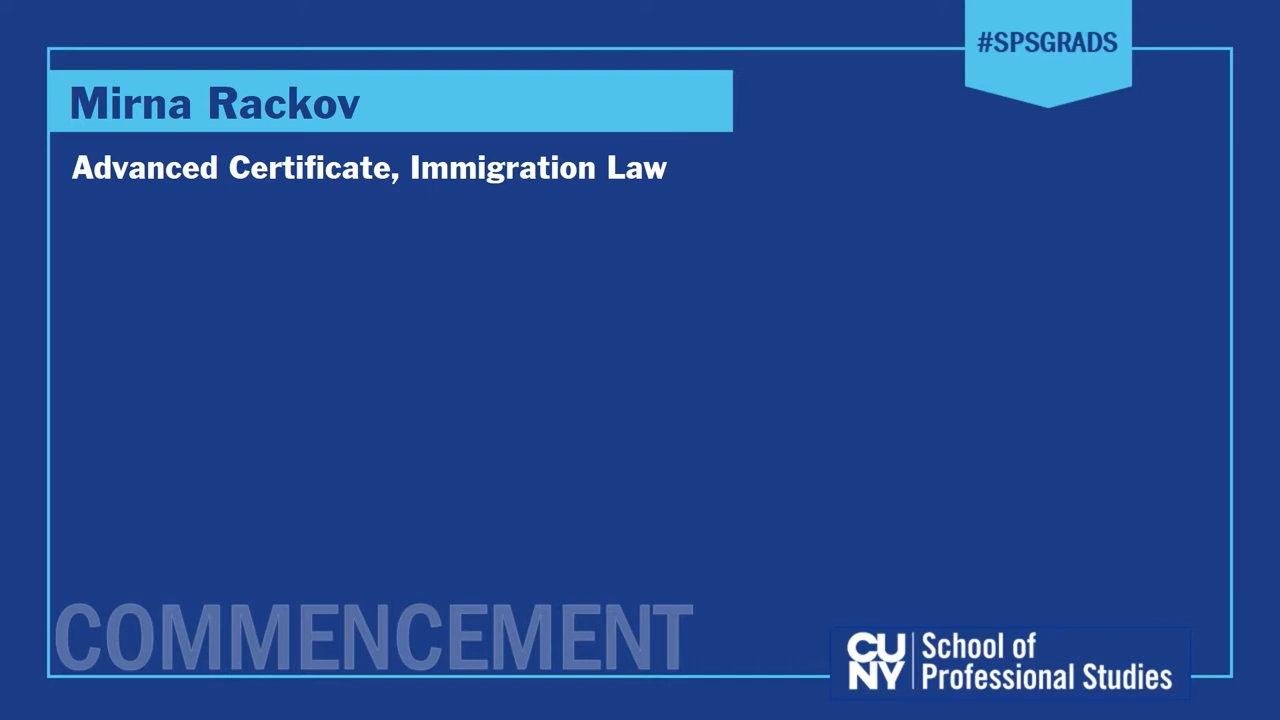 #SPSGRADS
Mirna Rackov
Advanced Certificate, Immigration Law
COMMENCEMENT
CU
NY
School of
Professional Studies